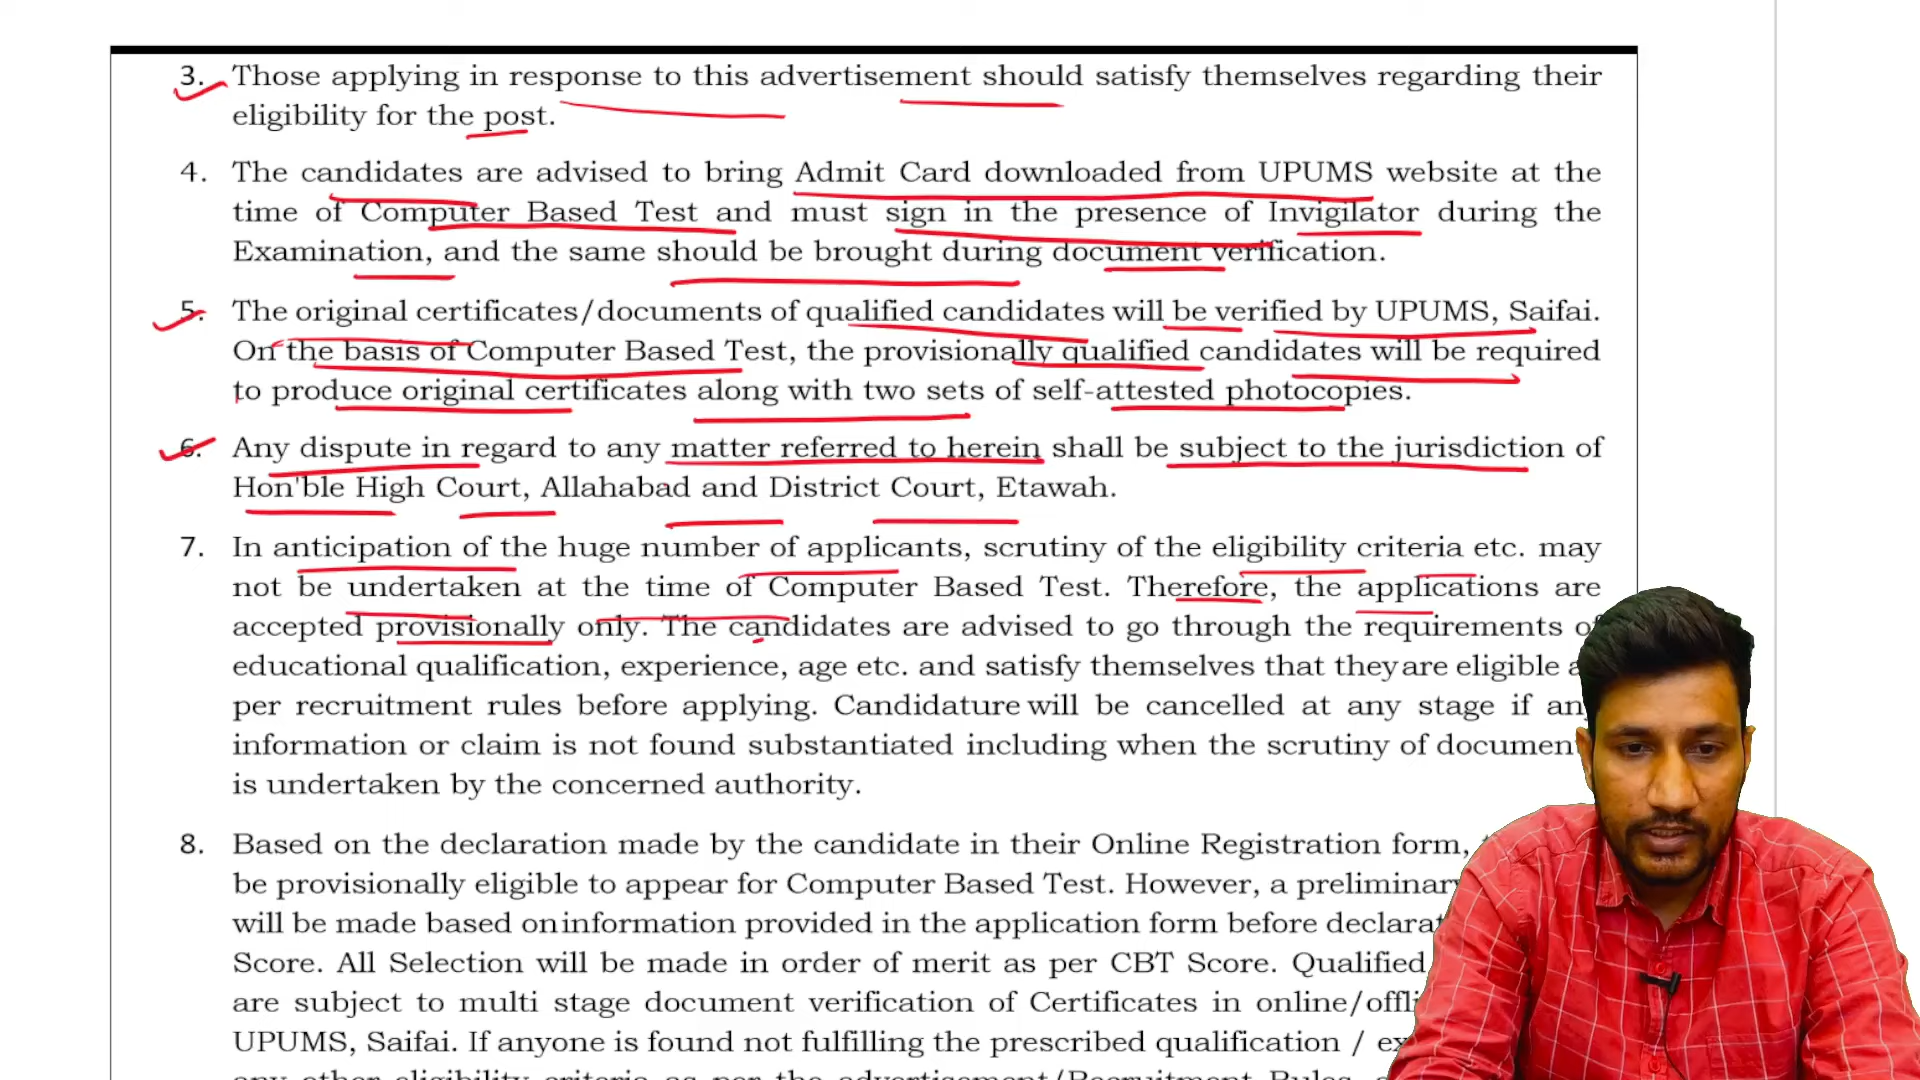 3. Those applying in response to this advertisement should satisfy themselves regarding their
eligibility for the post.
4. The candidates are advised to bring Admit Card downloaded from UPUMS website at the
time of Computer Based Test and must sign in the presence of Invigilator during the
Examination, and the same should be brought during document verification.
5. The original certificates/documents of qualified candidates will be verified by UPUMS, Saifai.
On the basis of Computer Based Test, the provisionally qualified candidates will be required
to produce original certificates along with two sets of self-attested photocopies.
6. Any dispute in regard to any matter referred to herein shall be subject to the jurisdiction of
Hon'ble High Court, Allahabad and District Court, Etawah.
7. In anticipation of the huge number of applicants, scrutiny of the eligibility criteria etc. may
not be undertaken at the time of Computer Based Test. Therefore, the applications are
accepted provisionally only. The candidates are advised to go through the requirements of
educational qualification, experience, age etc. and satisfy themselves that they are eligible
per recruitment rules before applying. Candidature will be cancelled at any stage if
information or claim is not found substantiated including when the scrutiny of
is undertaken by the concerned authority.
8. Based on the declaration made by the candidate in their Online Registration form,
be provisionally eligible to appear for Computer Based Test. However, a
will be made based on information provided in the application form before
Score. All Selection will be made in order of merit as per CBT Score. Qualified
are subject to multi stage document verification of Certificates in
UPUMS, Saifai. If anyone is found not fulfilling the prescribed qualification /
any other eligibility criteria as per the advertisement/Recruitment Rules